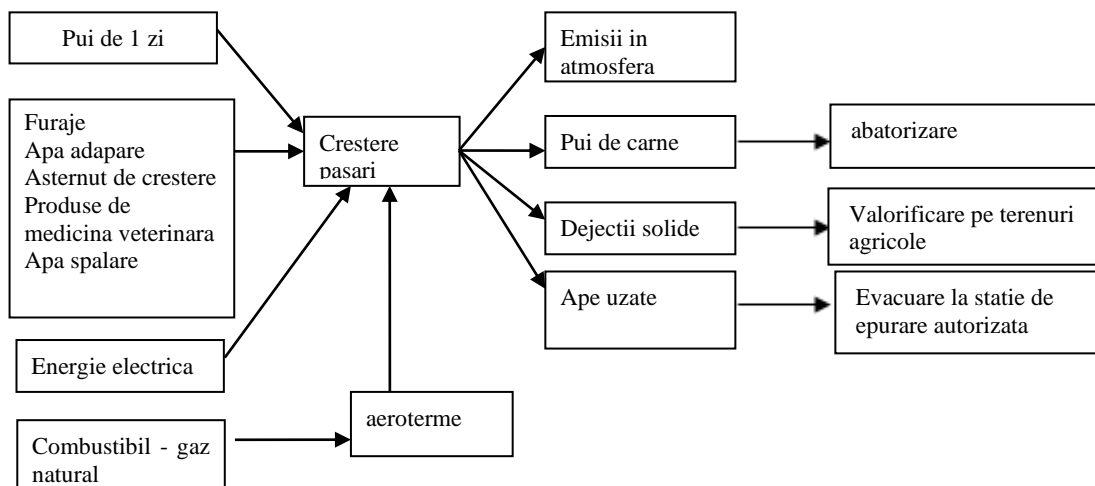 Pui de 1 zi
Furaje
Apa adapare
Asternut de crestere
Produse de
medicina veterinara
Apa spalare
Energie electrica
Combustibil - gaz
natural
aeroterme
Crestere
pasari
Emisii in
atmosfera
Pui de carne
Dejectii solide
Ape uzate
abatorizare
Valorificare pe terenuri
agricole
Evacuare la statie de
epurare autorizata